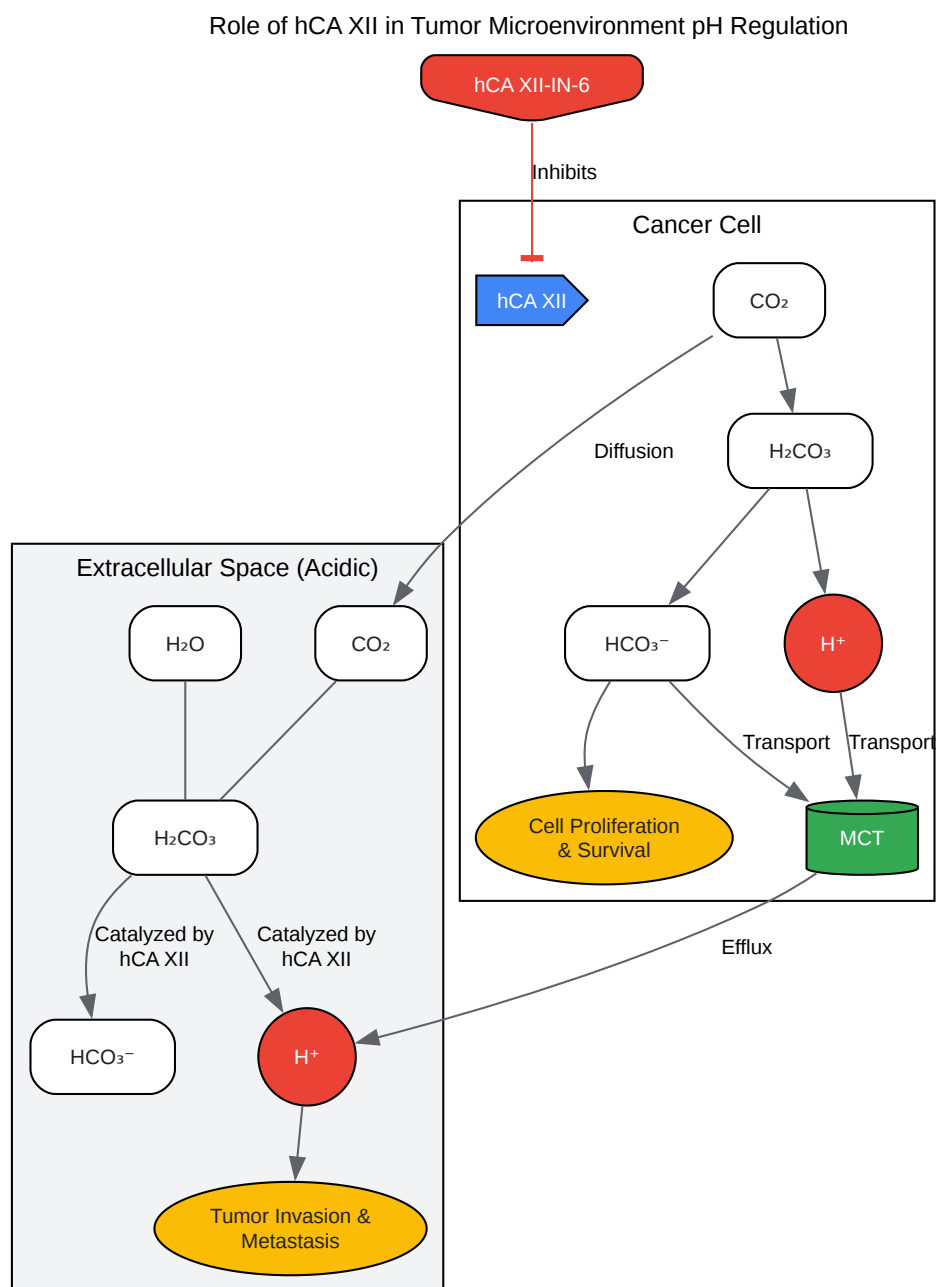 Role of hCA XII in Tumor Microenvironment pH Regulation
hCA XII-IN-6
Inhibits
Cancer Cell
hCA XII
CO₂
H₂CO₃
Diffusion
HCO₃⁻
H⁺
Transport
Transport
Cell Proliferation
& Survival
MCT
Efflux
Extracellular Space (Acidic)
H₂O
CO₂
H₂CO₃
Catalyzed by
hCA XII
Catalyzed by
hCA XII
HCO₃⁻
H⁺
Tumor Invasion &
Metastasis